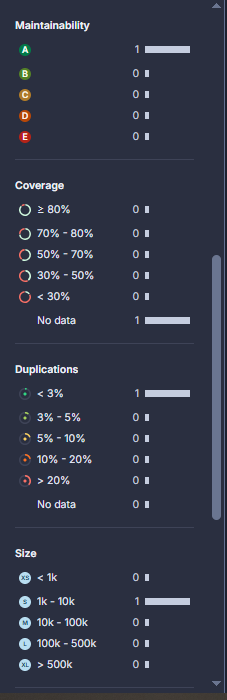 Maintainability
A 1
B 0
C 0
D 0
E 0
Coverage
≥ 80% 0
70% - 80% 0
50% - 70% 0
30% - 50% 0
< 30% 0
No data 1
Duplications
< 3% 1
3% - 5% 0
5% - 10% 0
10% - 20% 0
> 20% 0
No data 0
Size
XS < 1k 0
S 1k - 10k 1
M 10k - 100k 0
L 100k - 500k 0
XL > 500k 0